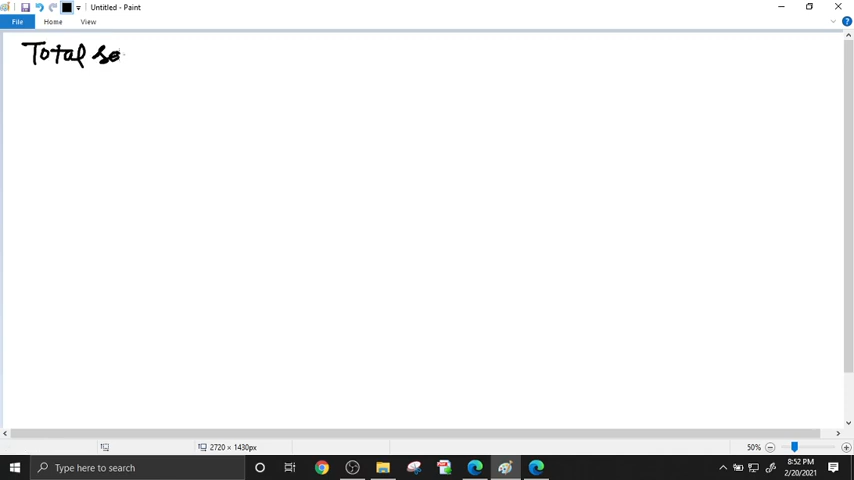 Untitled - Paint
File Home View
Total se
2720 × 1430px
50%
Type here to search
8:52 PM
2/20/2021